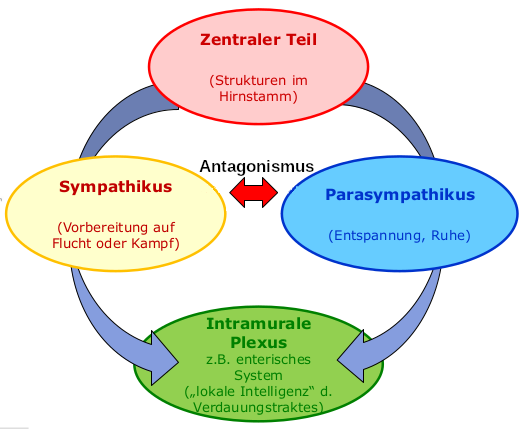 Zentraler Teil
(Strukturen im
Hirnstamm)
Antagonismus
Sympathikus
(Vorbereitung auf
Flucht oder Kampf)
Parasympathikus
(Entspannung, Ruhe)
Intramurale
Plexus
z.B. enterisches
System
(„lokale Intelligenz“ d.
Verdauungstraktes)